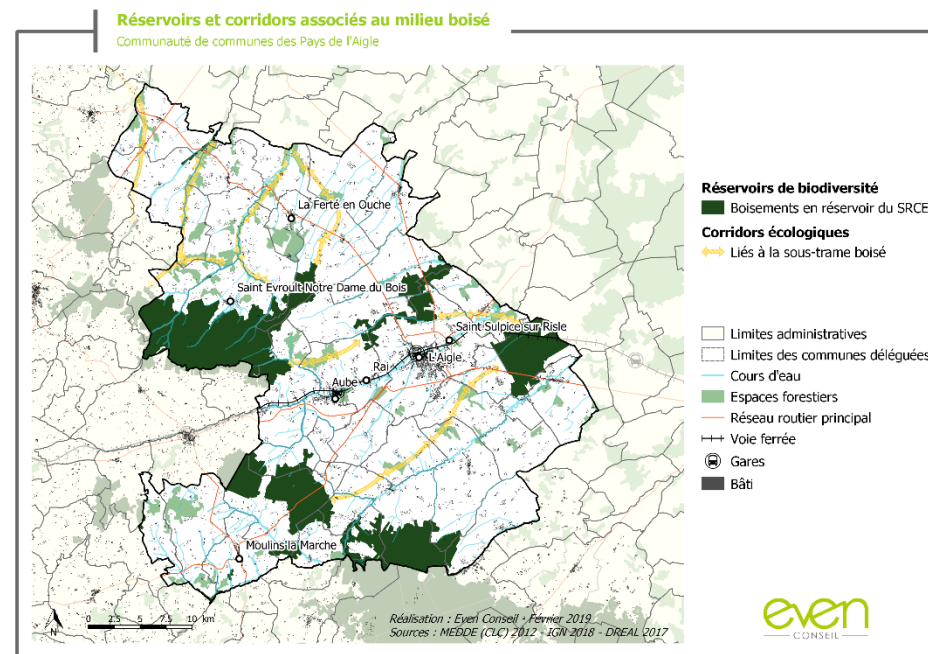 Réservoirs et corridors associés au milieu boisé
Communauté de communes des Pays de l'Aigle
La Ferté en Ouche
Saint Evroult Notre Dame du Bois
Saint Sulpice sur Risle
L'Aigle
Rai
Aube
Moulins la Marche
Réservoirs de biodiversité
Boisements en réservoir du SRCE
Corridors écologiques
Liés à la sous-trame boisé
Limites administratives
Limites des communes déléguées
Cours d'eau
Espaces forestiers
Réseau routier principal
Voie ferrée
Gares
Bâti
N
0 2.5 5 7.5 10 km
Réalisation : Even Conseil - Février 2019
Sources : MEDDE (CLC) 2012 - IGN 2018 - DREAL 2017
even
CONSEIL